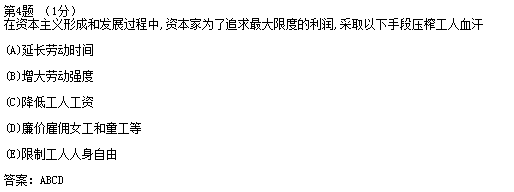 第4题 （1分）
在资本主义形成和发展过程中,资本家为了追求最大限度的利润,采取以下手段压榨工人血汗
(A)延长劳动时间
(B)增大劳动强度
(C)降低工人工资
(D)廉价雇佣女工和童工等
(E)限制工人人身自由
答案：ABCD